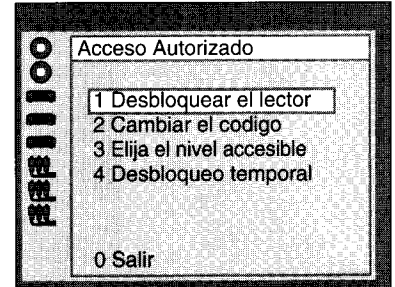 Acceso Autorizado
1 Desbloquear el lector
2 Cambiar el codigo
3 Elija el nivel accesible
4 Desbloqueo temporal
0 Salir